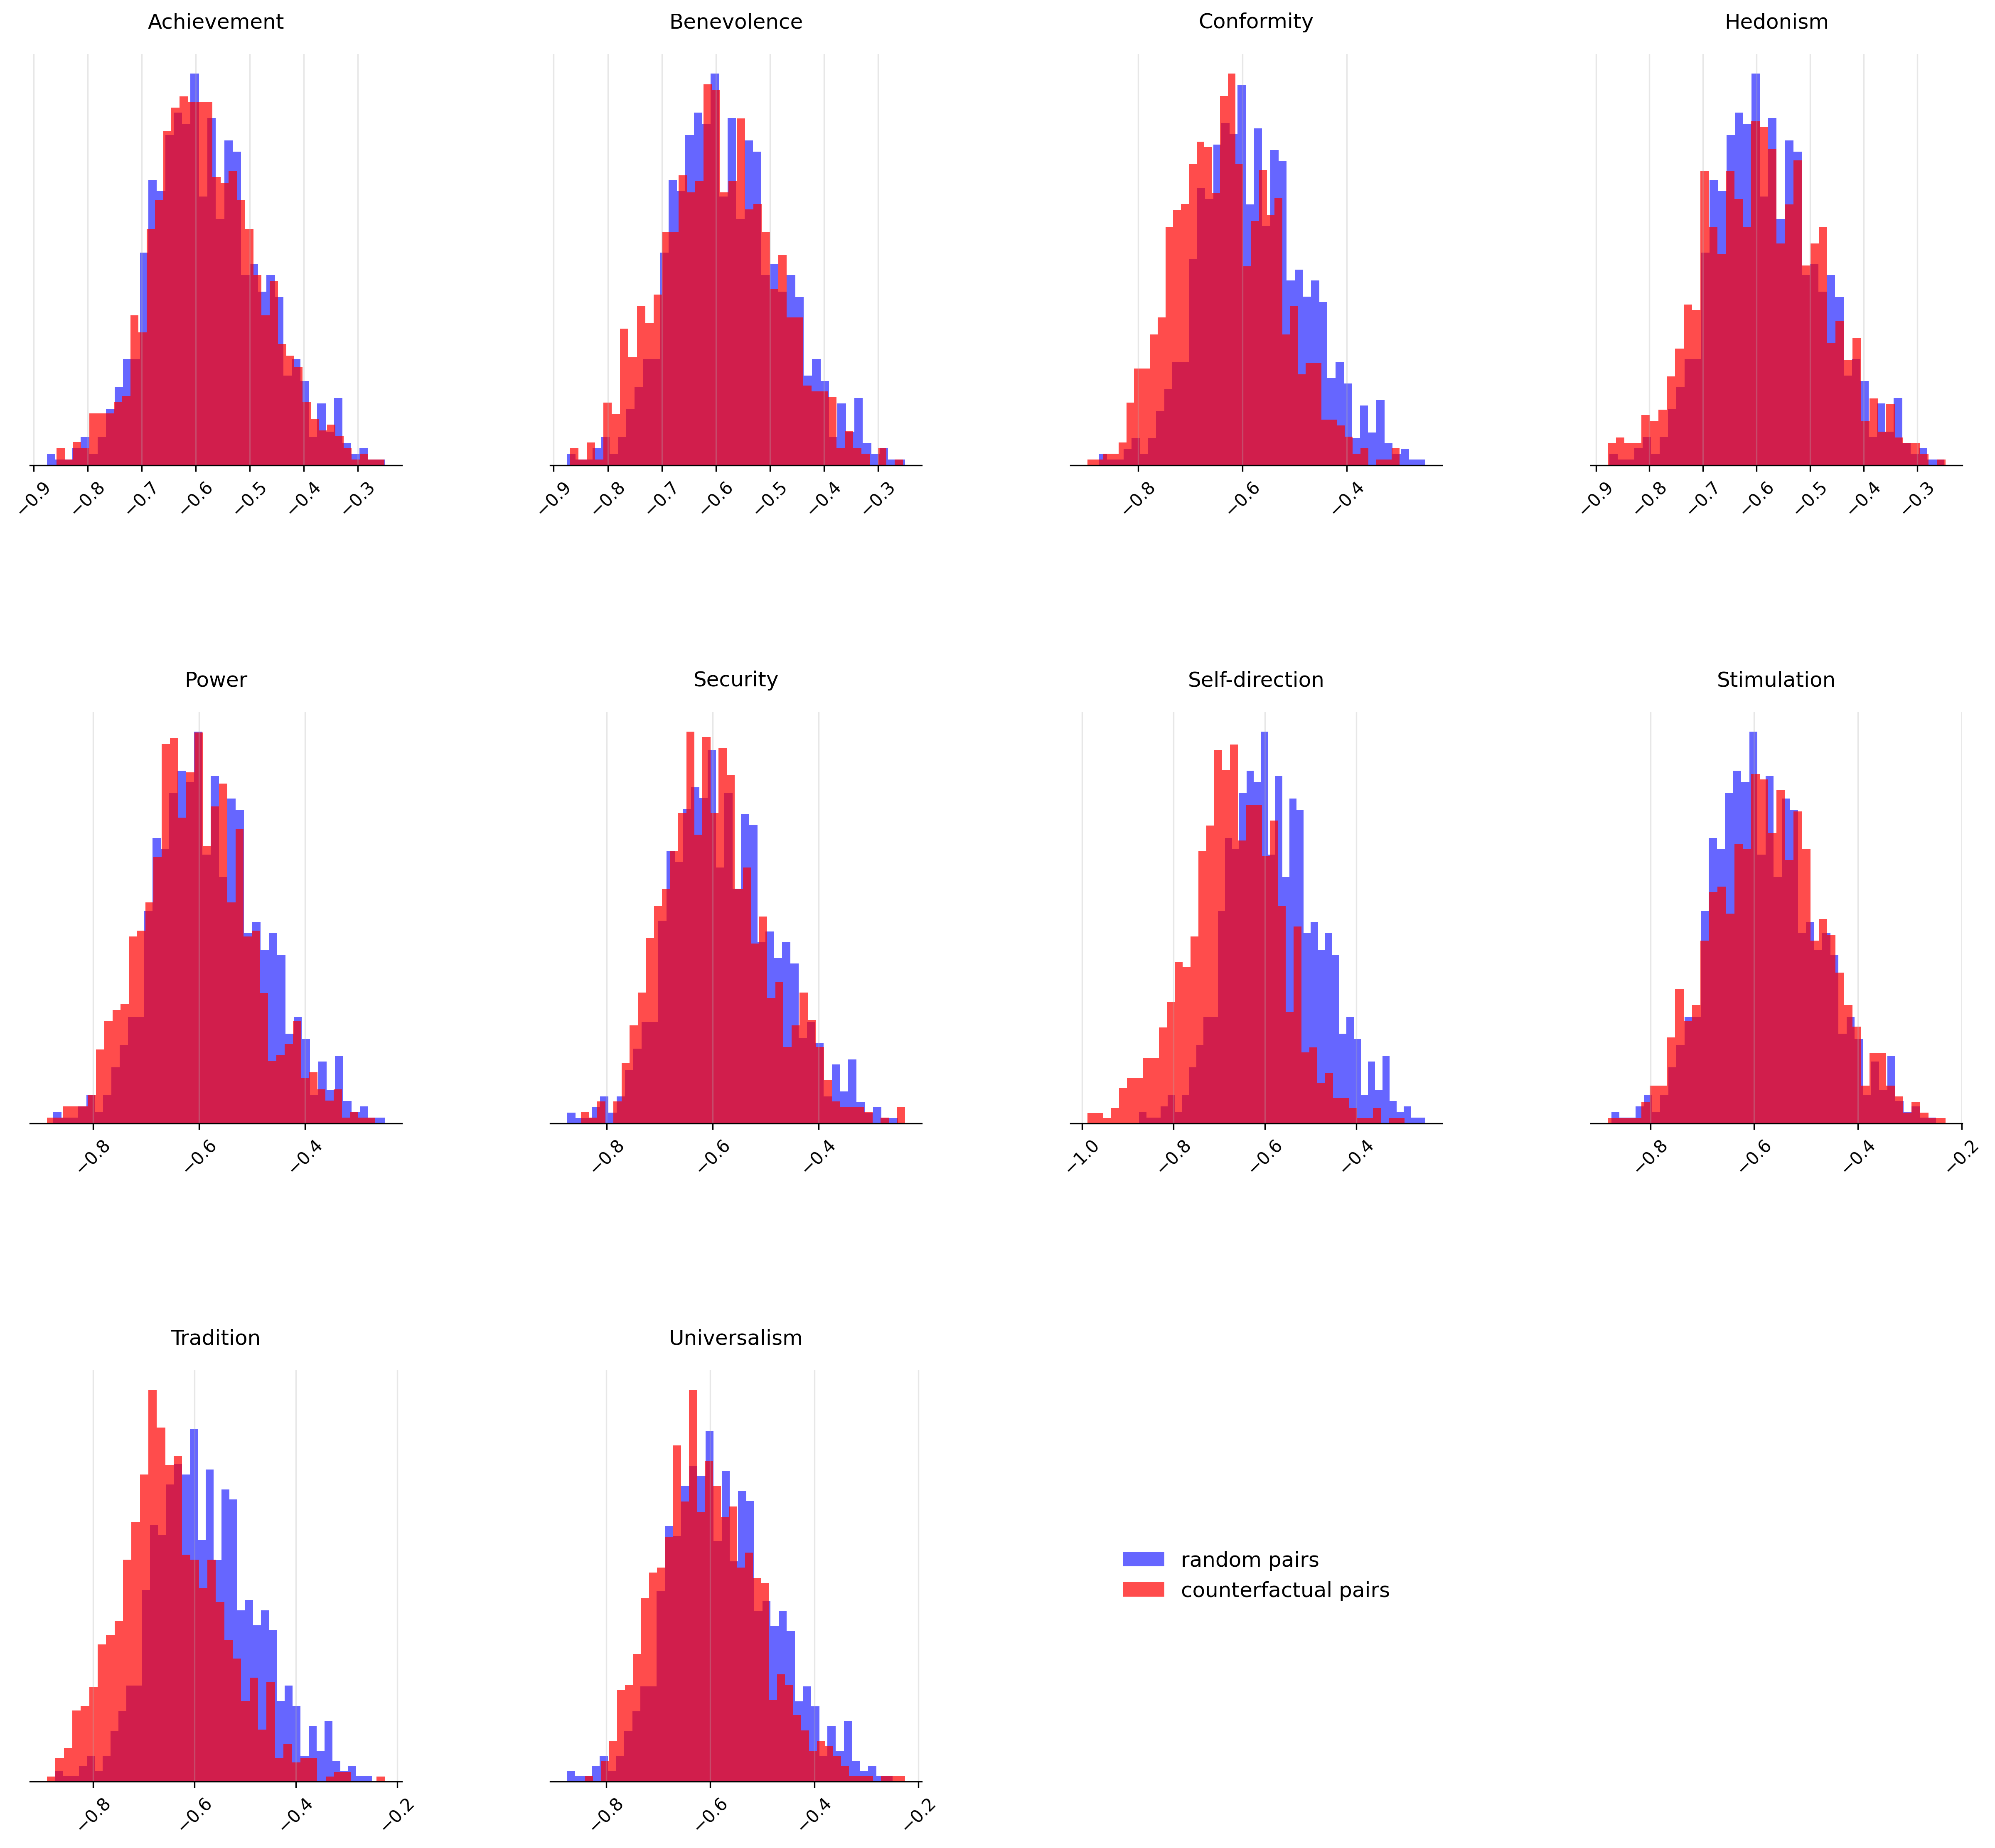 Achievement
Benevolence
Conformity
Hedonism
−0.9 −0.8 −0.7 −0.6 −0.5 −0.4 −0.3
−0.9 −0.8 −0.7 −0.6 −0.5 −0.4 −0.3
−0.8 −0.6 −0.4
−0.9 −0.8 −0.7 −0.6 −0.5 −0.4 −0.3
Power
Security
Self-direction
Stimulation
−0.8 −0.6 −0.4
−0.8 −0.6 −0.4
−1.0 −0.8 −0.6 −0.4
−0.8 −0.6 −0.4 −0.2
Tradition
Universalism
random pairs
counterfactual pairs
−0.8 −0.6 −0.4 −0.2
−0.8 −0.6 −0.4 −0.2